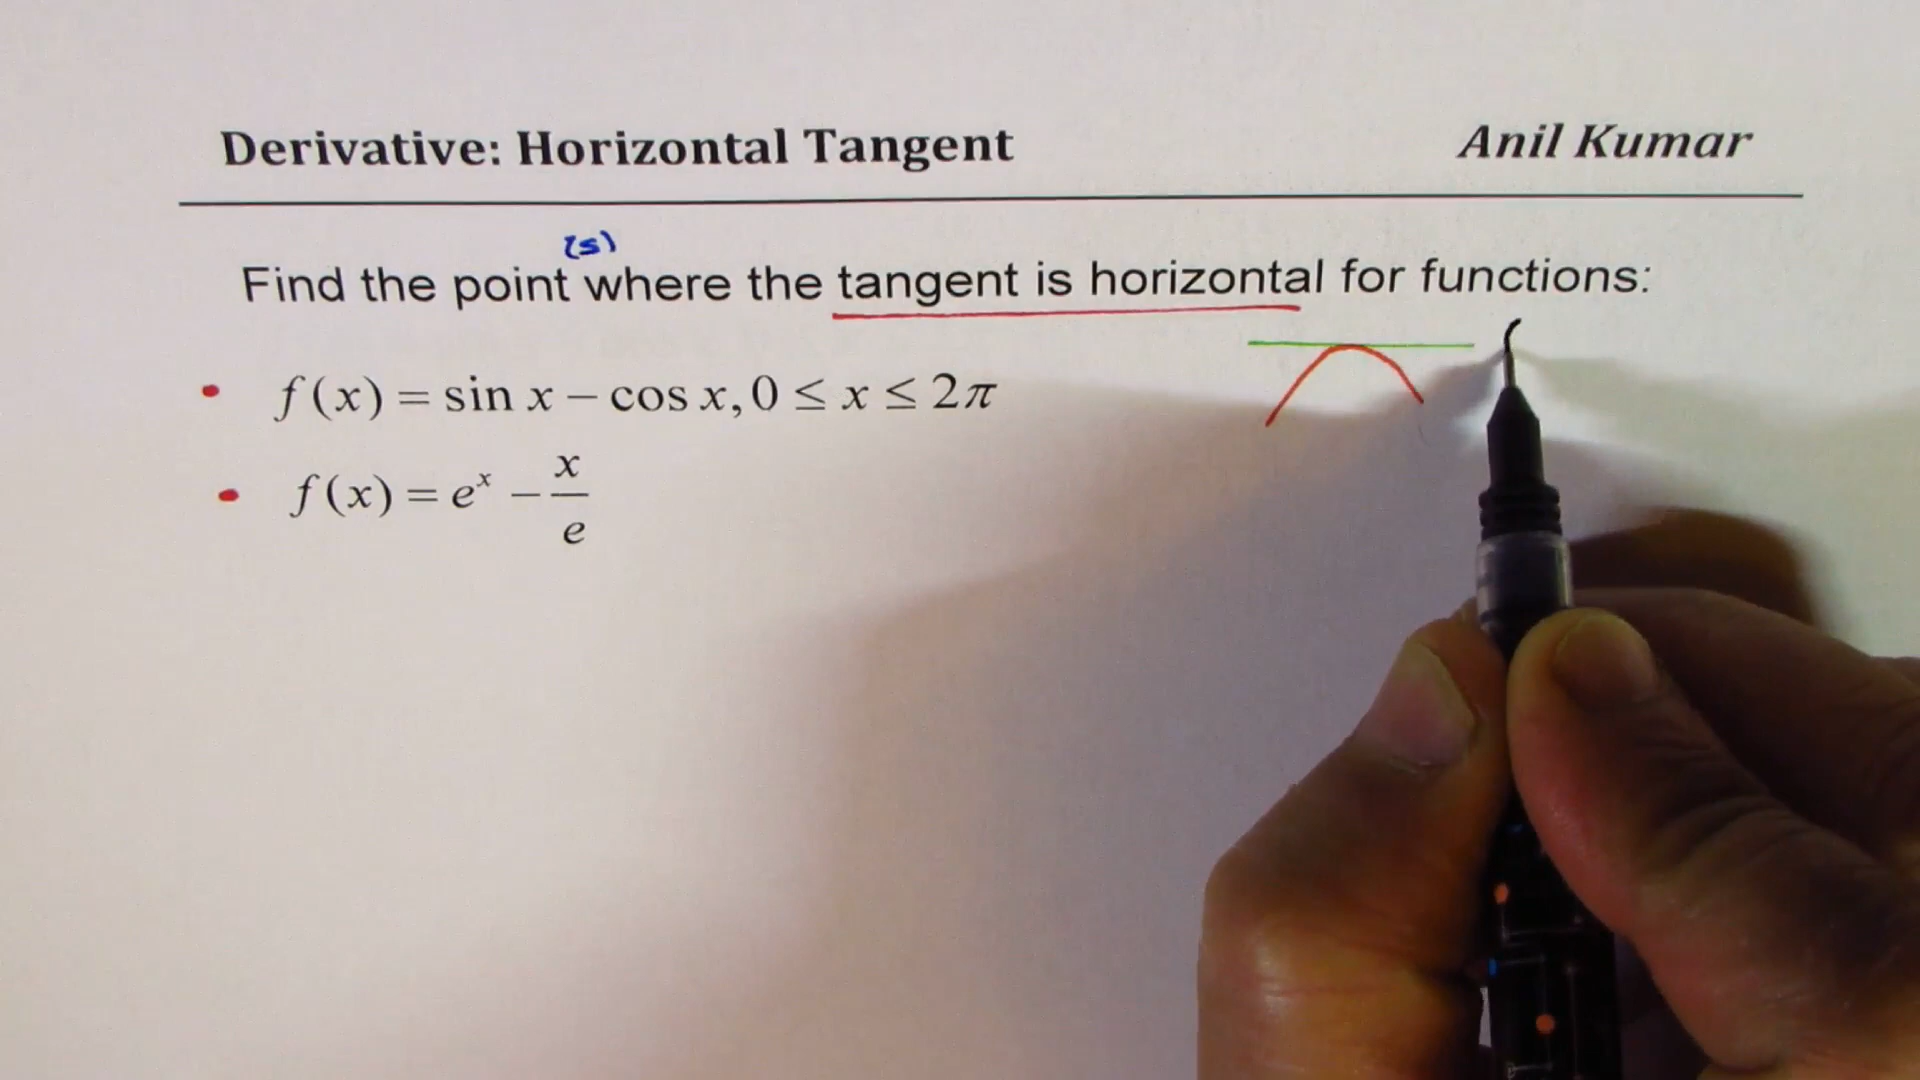 Derivative: Horizontal Tangent Anil Kumar
(s)
Find the point where the tangent is horizontal for functions:
• f(x) = sin x − cos x, 0 ≤ x ≤ 2π
• f(x) = eˣ − x/e